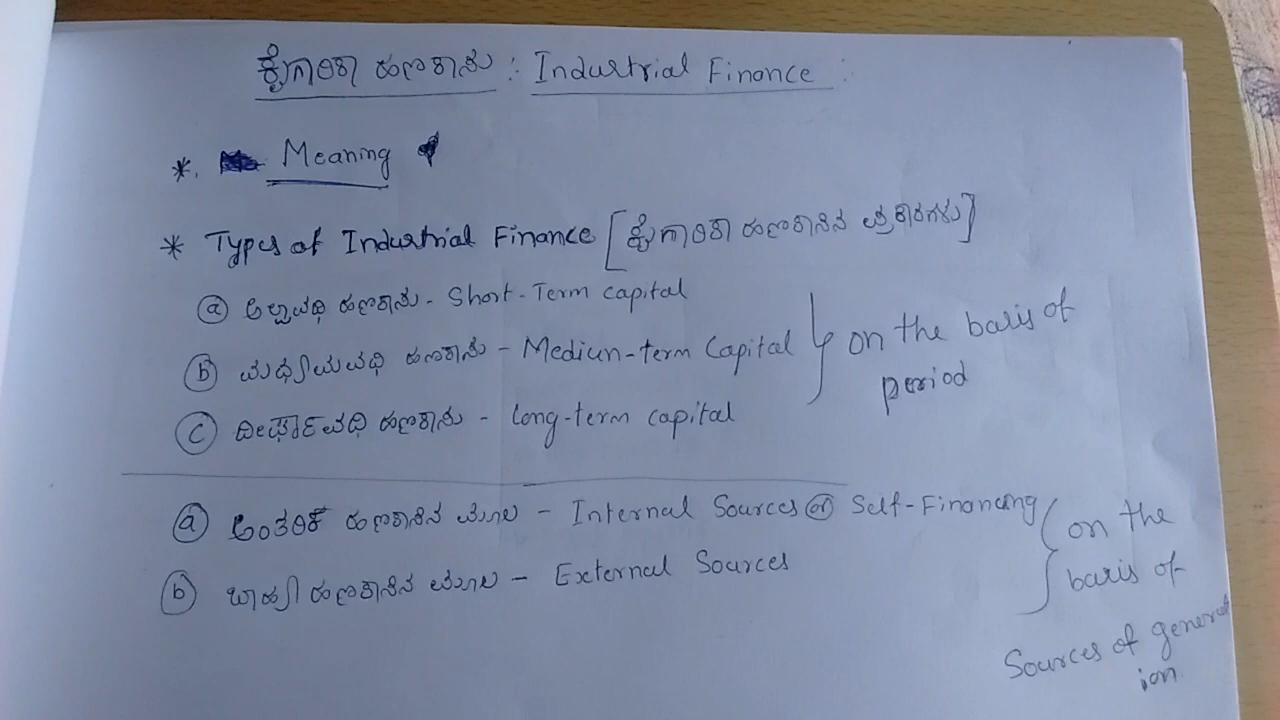 ಕೈಗಾರಿಕಾ ಹಣಕಾಸು : Industrial Finance :
*. Meaning
* Types of Industrial Finance [ಕೈಗಾರಿಕಾ ಹಣಕಾಸಿನ ಪ್ರಕಾರಗಳು]
ⓐ ಅಲ್ಪಾವಧಿ ಹಣಕಾಸು - Short-Term capital
ⓑ ಮಧ್ಯಮಾವಧಿ ಹಣಕಾಸು - Mediun-term Capital
ⓒ ದೀರ್ಘಾವಧಿ ಹಣಕಾಸು - long-term capital
on the basis of
period
ⓐ ಆಂತರಿಕ ಹಣಕಾಸಿನ ಮೂಲ - Internal Sources or Self-Financing
ⓑ ಬಾಹ್ಯ ಹಣಕಾಸಿನ ಮೂಲ - External Sources
on the
basis of
Sources of generat
ion